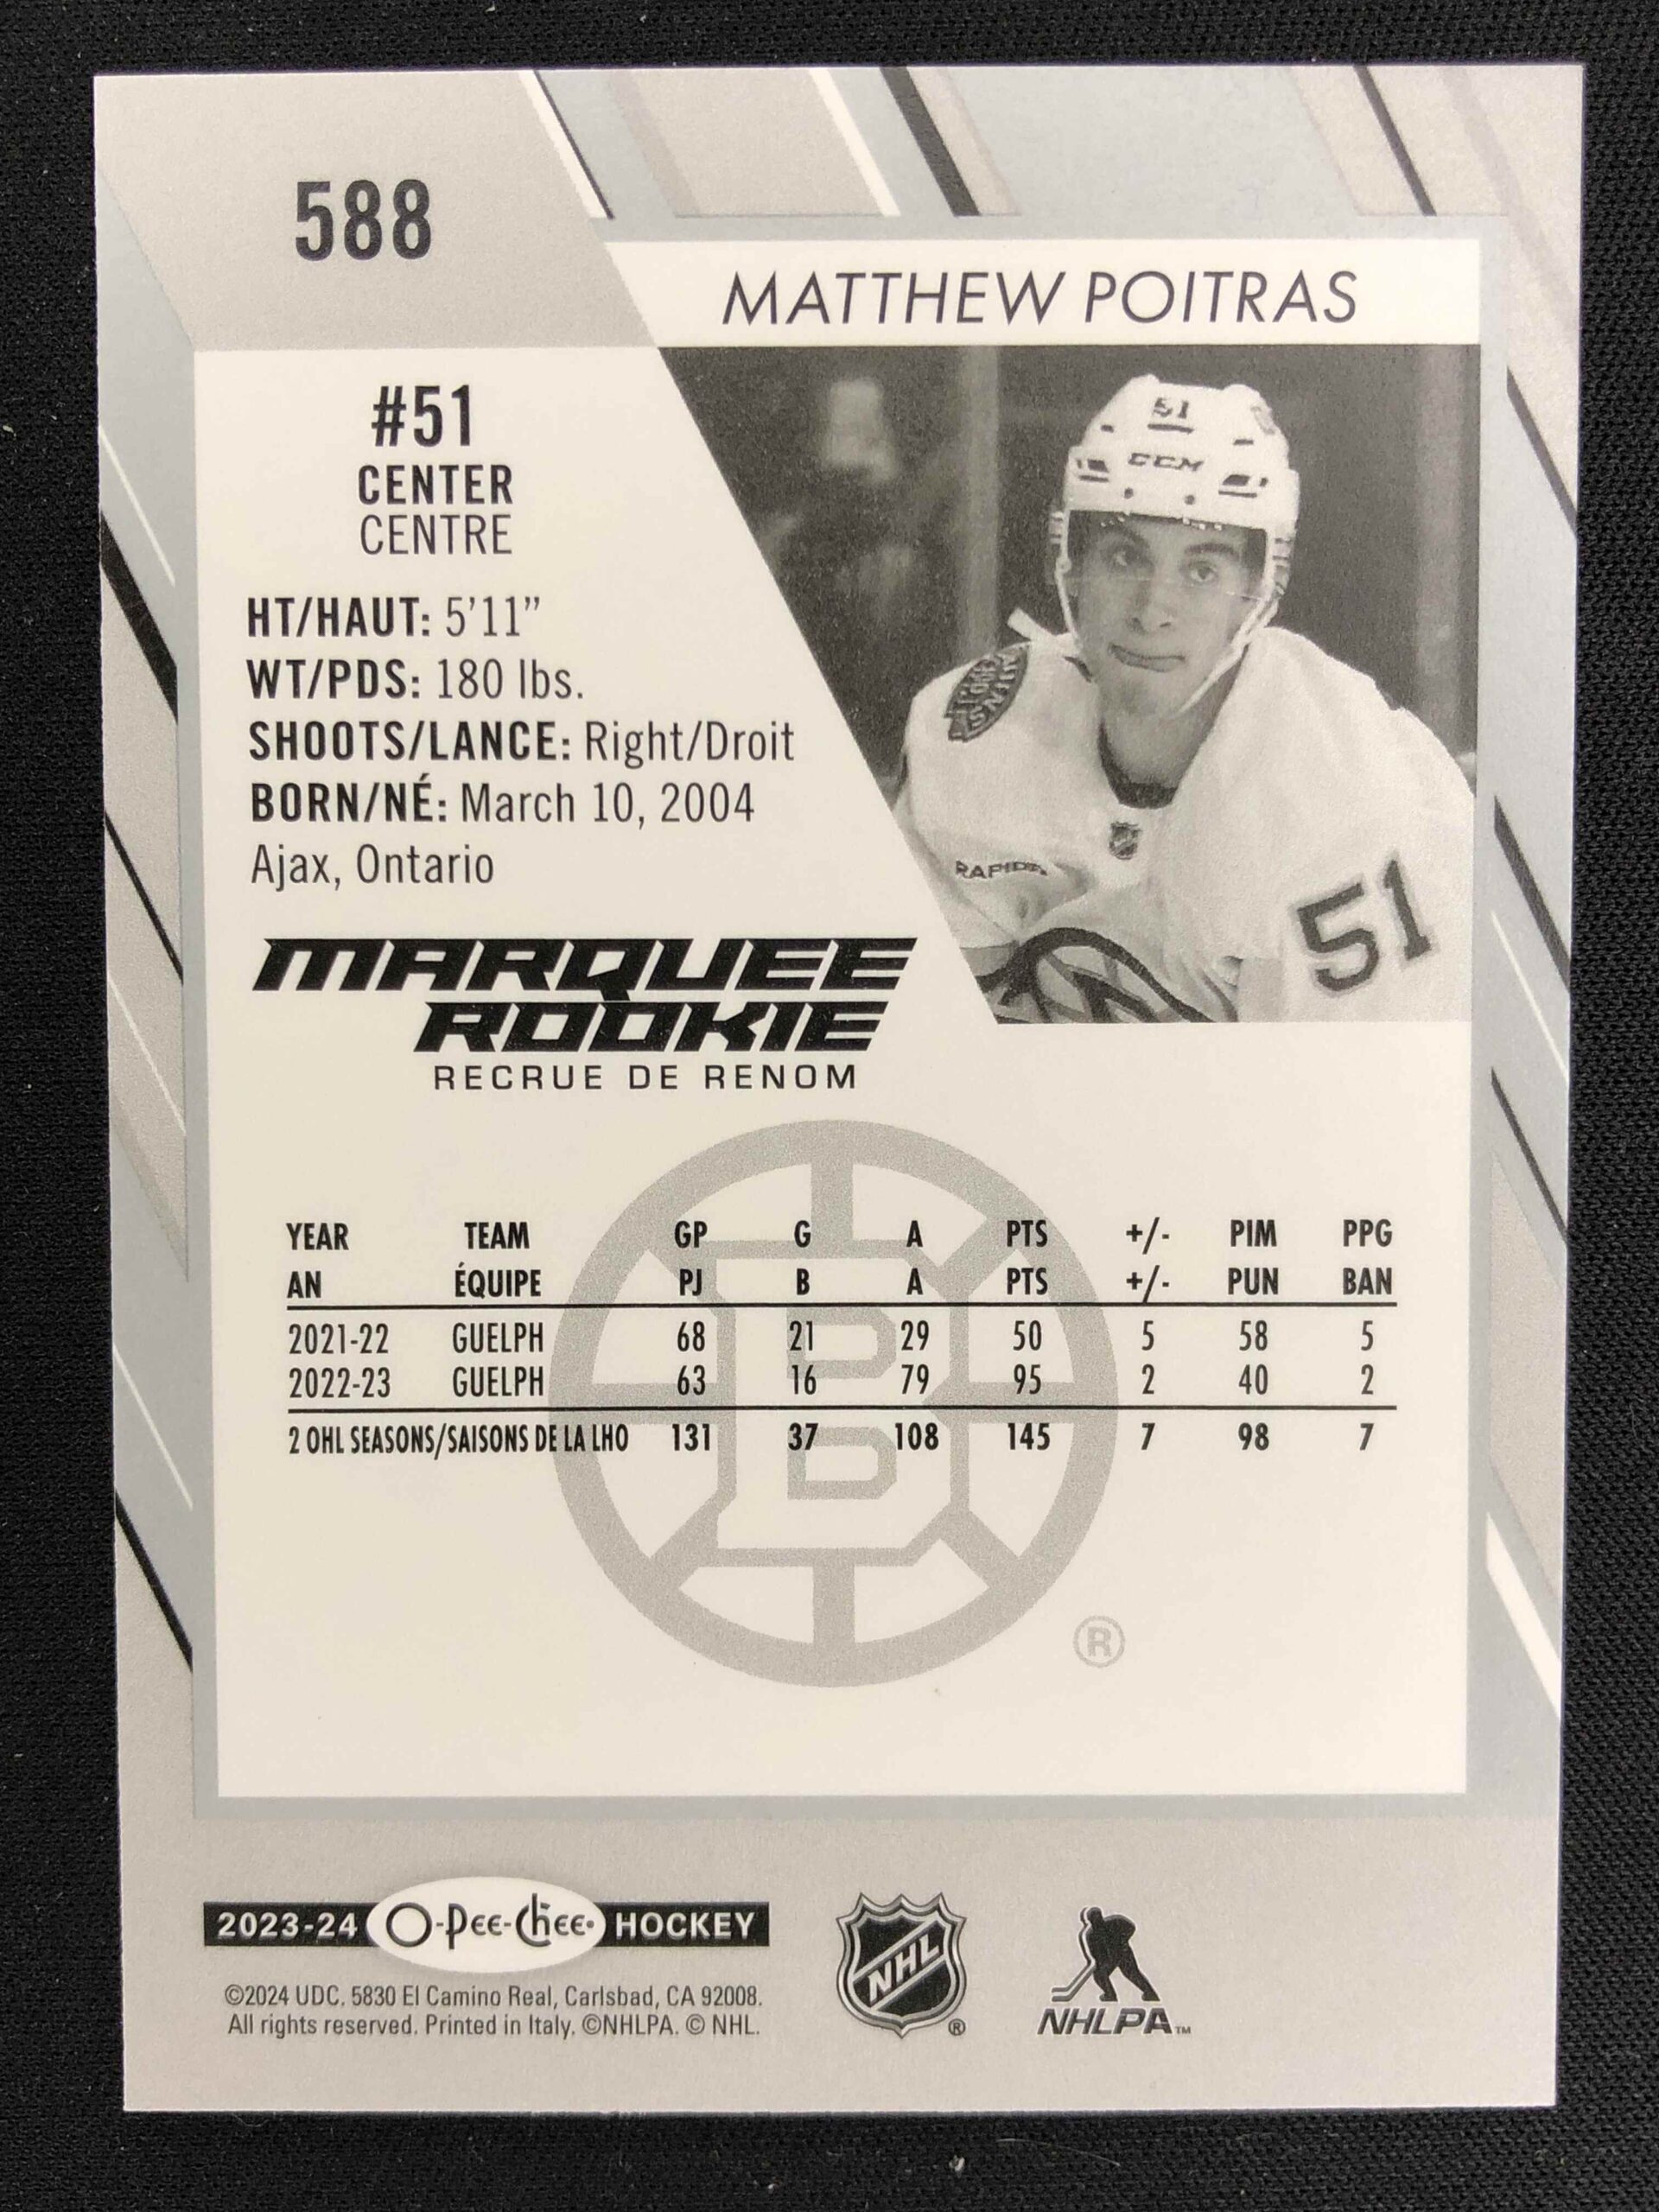 588
MATTHEW POITRAS
#51
CENTER
CENTRE
HT/HAUT: 5'11”
WT/PDS: 180 lbs.
SHOOTS/LANCE: Right/Droit
BORN/NÉ: March 10, 2004
Ajax, Ontario
51
CCM
RAPID7
51
MARQUEE
ROOKIE
RECRUE DE RENOM
YEAR TEAM GP G A PTS +/- PIM PPG
AN ÉQUIPE PJ B A PTS +/- PUN BAN
2021-22 GUELPH 68 21 29 50 5 58 5
2022-23 GUELPH 63 16 79 95 2 40 2
2 OHL SEASONS/SAISONS DE LA LHO 131 37 108 145 7 98 7
B
®
2023-24 O-Pee-Chee® HOCKEY
©2024 UDC. 5830 El Camino Real, Carlsbad, CA 92008.
All rights reserved. Printed in Italy. ©NHLPA. © NHL.
NHL ®
NHLPA™